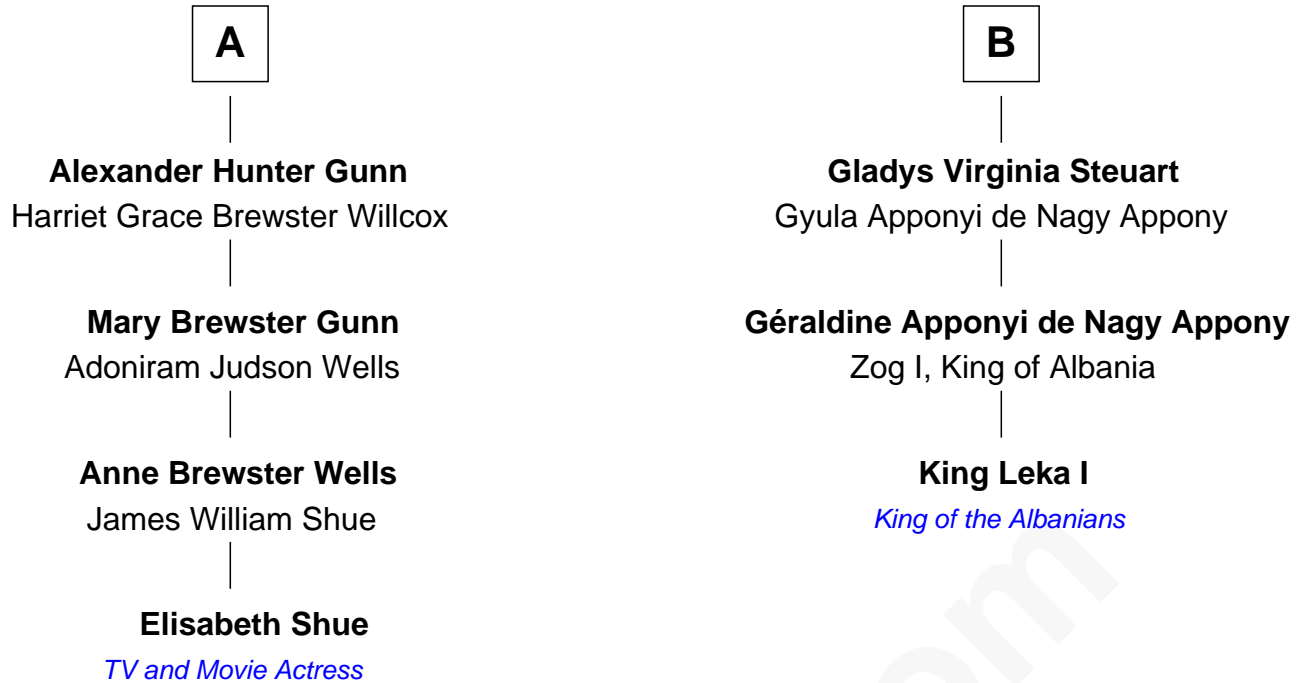 A
Alexander Hunter Gunn
Harriet Grace Brewster Willcox
Mary Brewster Gunn
Adoniram Judson Wells
Anne Brewster Wells
James William Shue
Elisabeth Shue
TV and Movie Actress
B
Gladys Virginia Steuart
Gyula Apponyi de Nagy Appony
Géraldine Apponyi de Nagy Appony
Zog I, King of Albania
King Leka I
King of the Albanians
om